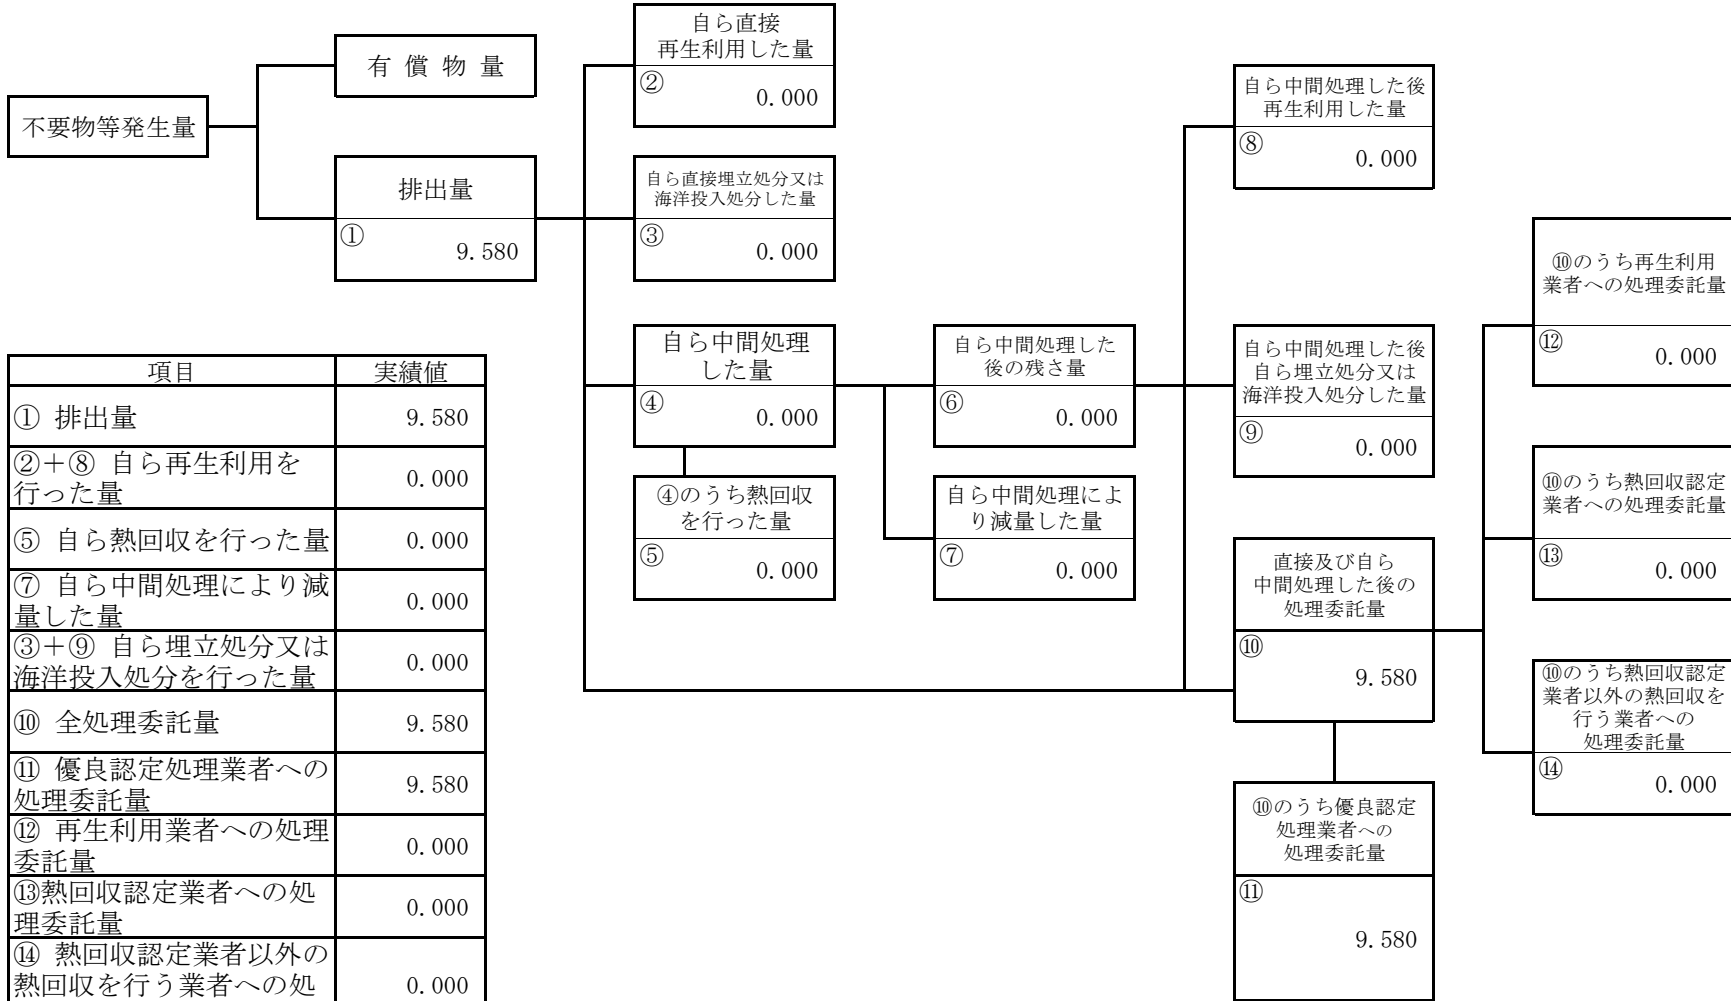 不要物等発生量
有 償 物 量
排出量
①
9.580
自ら直接
再生利用した量
②
0.000
自ら直接埋立処分又は
海洋投入処分した量
③
0.000
自ら中間処理
した量
④
0.000
④のうち熱回収
を行った量
⑤
0.000
自ら中間処理した
後の残さ量
⑥
0.000
自ら中間処理によ
り減量した量
⑦
0.000
自ら中間処理した後
再生利用した量
⑧
0.000
自ら中間処理した後
自ら埋立処分又は
海洋投入処分した量
⑨
0.000
直接及び自ら
中間処理した後の
処理委託量
⑩
9.580
⑩のうち優良認定
処理業者への
処理委託量
⑪
9.580
⑩のうち再生利用
業者への処理委託量
⑫
0.000
⑩のうち熱回収認定
業者への処理委託量
⑬
0.000
⑩のうち熱回収認定
業者以外の熱回収を
行う業者への
処理委託量
⑭
0.000
項目 実績値
① 排出量 9.580
②＋⑧ 自ら再生利用を
行った量 0.000
⑤ 自ら熱回収を行った量 0.000
⑦ 自ら中間処理により減
量した量 0.000
③＋⑨ 自ら埋立処分又は
海洋投入処分を行った量 0.000
⑩ 全処理委託量 9.580
⑪ 優良認定処理業者への
処理委託量 9.580
⑫ 再生利用業者への処理
委託量 0.000
⑬熱回収認定業者への処
理委託量 0.000
⑭ 熱回収認定業者以外の
熱回収を行う業者への処 0.000